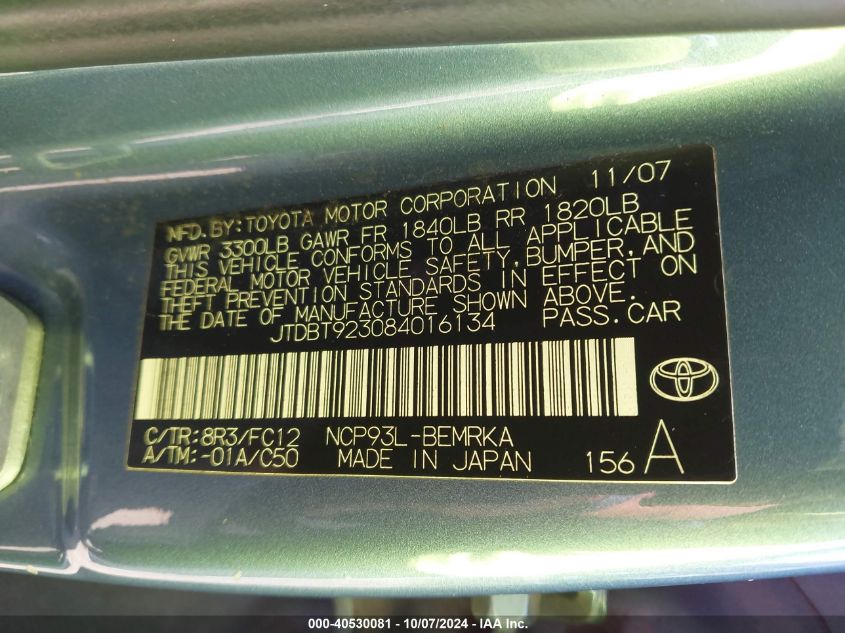 MFD. BY: TOYOTA MOTOR CORPORATION 11/07
GVWR 3300LB GAWR FR 1840LB RR 1820LB
THIS VEHICLE CONFORMS TO ALL APPLICABLE
FEDERAL MOTOR VEHICLE SAFETY, BUMPER, AND
THEFT PREVENTION STANDARDS IN EFFECT ON
THE DATE OF MANUFACTURE SHOWN ABOVE.
JTDBT923084016134 PASS. CAR
C/TR: 8R3/FC12 NCP93L-BEMRKA
A/TM: -01A/C50 MADE IN JAPAN 156 A
000-40530081 - 10/07/2024 - IAA Inc.